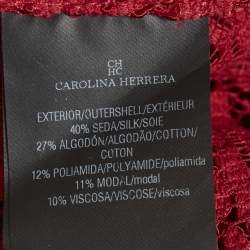 CH
HC
CAROLINA HERRERA
EXTERIOR/OUTERSHELL/EXTÉRIEUR
40% SEDA/SILK/SOIE
27% ALGODÓN/ALGODÃO/COTTON/
COTON
12% POLIAMIDA/POLYAMIDE/poliamida
11% MODAL/modal
10% VISCOSA/VISCOSE/viscosa